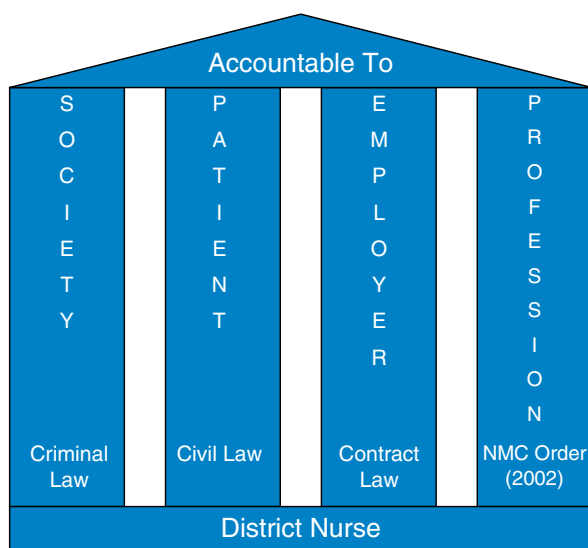 Accountable To
SOCIETY
PATIENT
EMPLOYER
PROFESSION
Criminal
Law
Civil Law
Contract
Law
NMC Order
(2002)
District Nurse